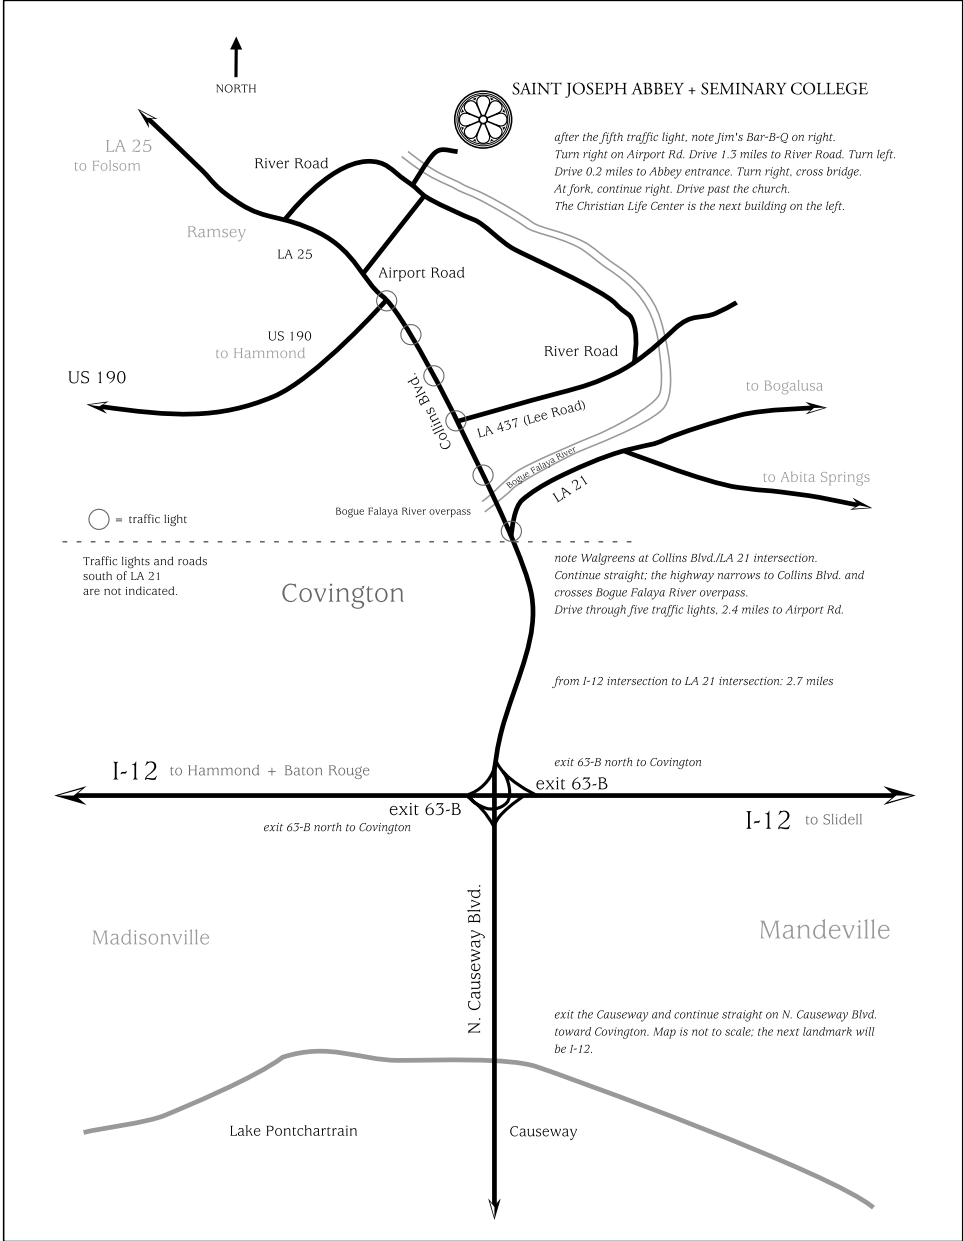 NORTH
SAINT JOSEPH ABBEY + SEMINARY COLLEGE
after the fifth traffic light, note Jim's Bar-B-Q on right.
Turn right on Airport Rd. Drive 1.3 miles to River Road. Turn left.
Drive 0.2 miles to Abbey entrance. Turn right, cross bridge.
At fork, continue right. Drive past the church.
The Christian Life Center is the next building on the left.
LA 25
to Folsom
River Road
Ramsey
LA 25
Airport Road
US 190
to Hammond
US 190
River Road
Collins Blvd.
LA 437 (Lee Road)
to Bogalusa
Bogue Falaya River
LA 21
to Abita Springs
Bogue Falaya River overpass
= traffic light
Traffic lights and roads
south of LA 21
are not indicated.
note Walgreens at Collins Blvd./LA 21 intersection.
Continue straight; the highway narrows to Collins Blvd. and
crosses Bogue Falaya River overpass.
Drive through five traffic lights, 2.4 miles to Airport Rd.
Covington
from I-12 intersection to LA 21 intersection: 2.7 miles
I-12 to Hammond + Baton Rouge
exit 63-B north to Covington
exit 63-B
exit 63-B
exit 63-B north to Covington
I-12 to Slidell
N. Causeway Blvd.
Madisonville
Mandeville
exit the Causeway and continue straight on N. Causeway Blvd.
toward Covington. Map is not to scale; the next landmark will
be I-12.
Lake Pontchartrain
Causeway